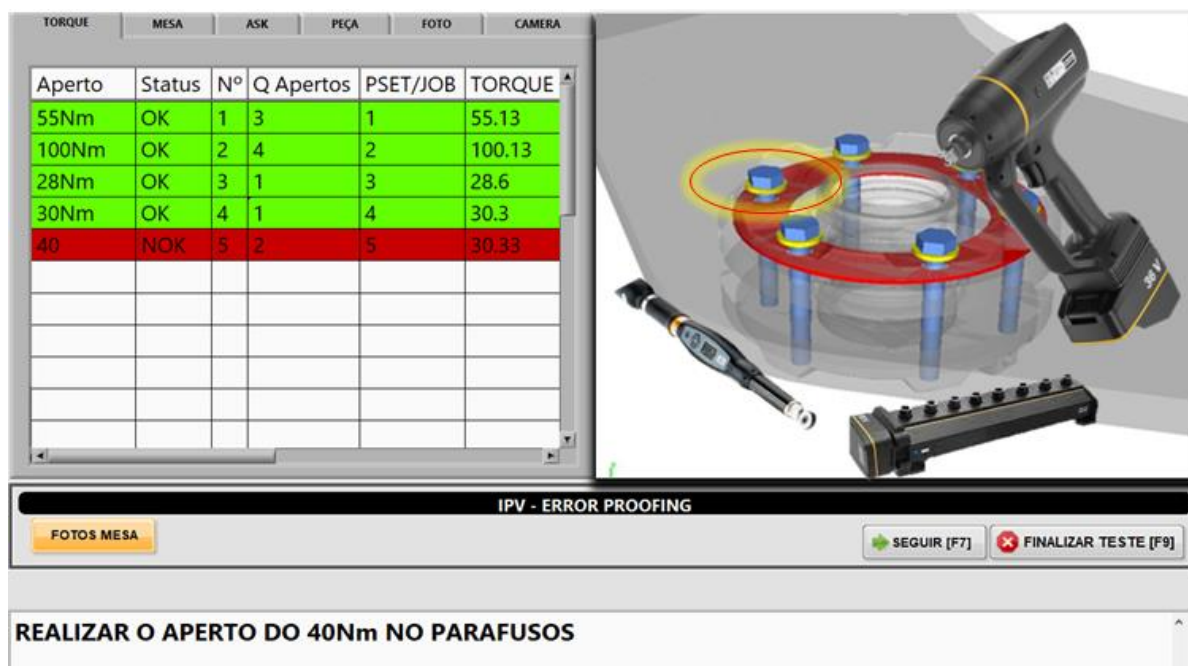 TORQUE MESA ASK PEÇA FOTO CAMERA
Aperto Status Nº Q Apertos PSET/JOB TORQUE
55Nm OK 1 3 1 55.13
100Nm OK 2 4 2 100.13
28Nm OK 3 1 3 28.6
30Nm OK 4 1 4 30.3
40 NOK 5 2 5 30.33
36 V
IPV - ERROR PROOFING
FOTOS MESA
SEGUIR [F7] FINALIZAR TESTE [F9]
REALIZAR O APERTO DO 40Nm NO PARAFUSOS